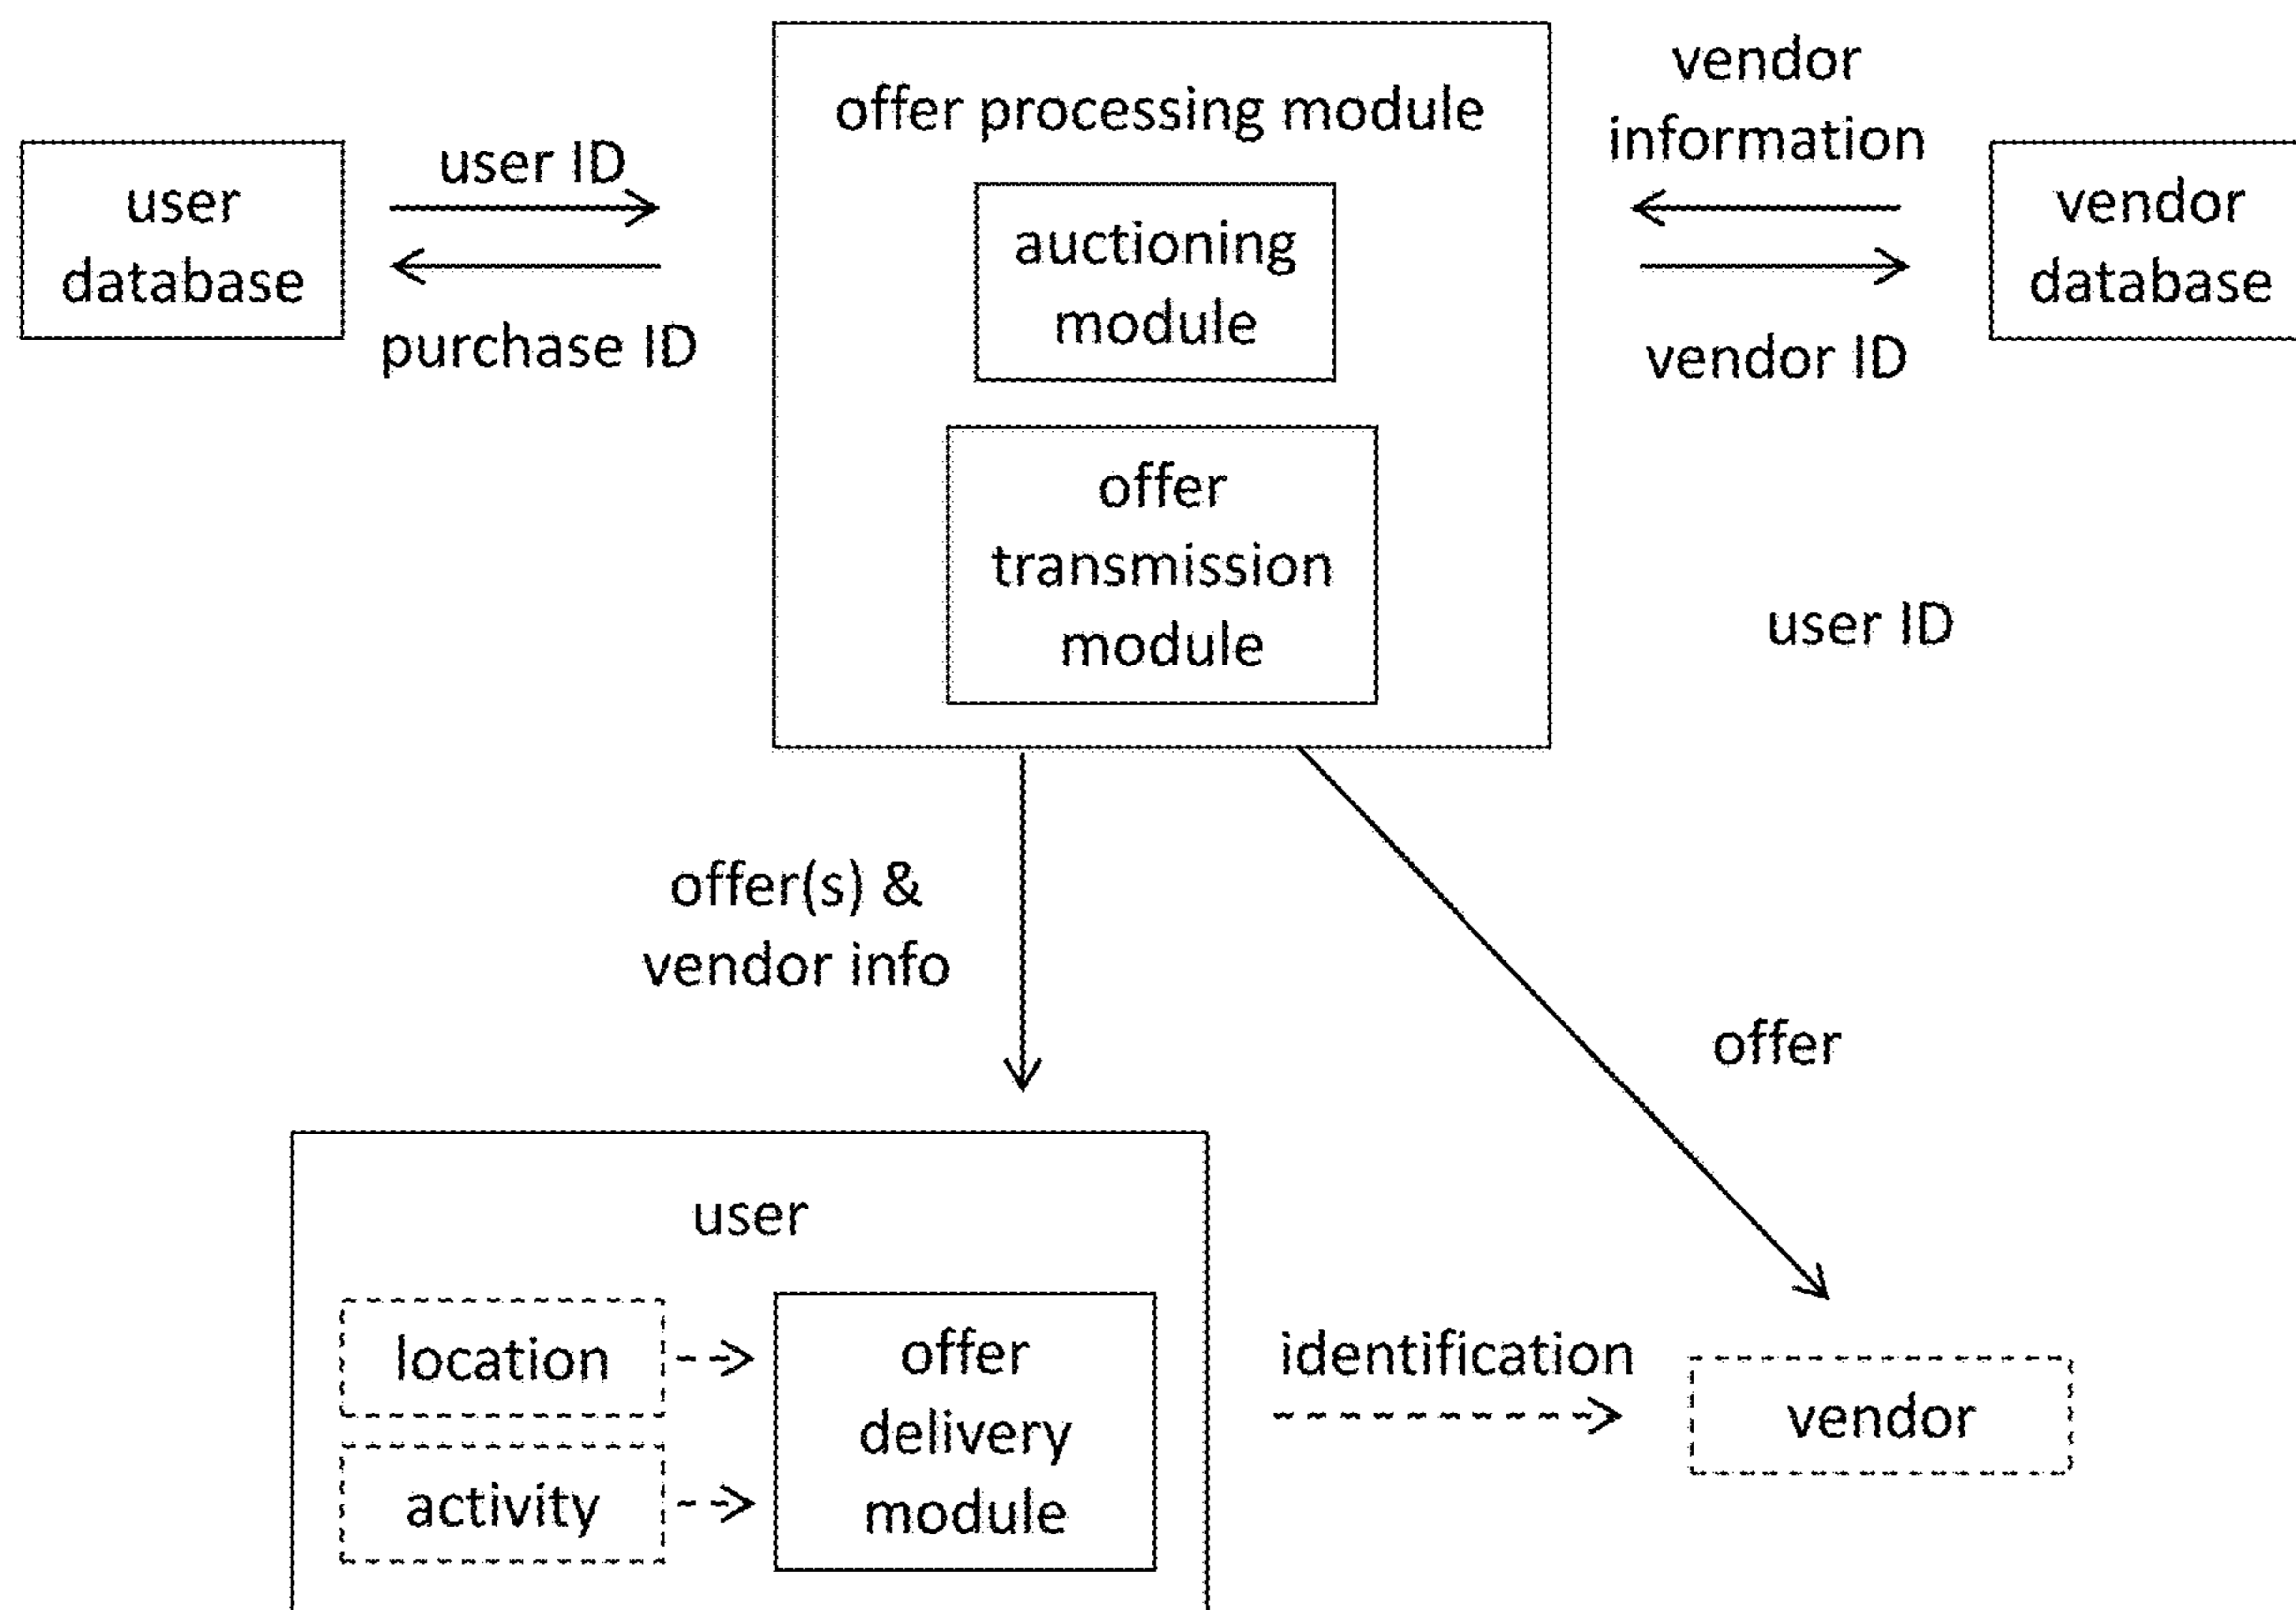 offer processing module
vendor
information
user ID
user
database
purchase ID
auctioning
module
vendor
database
vendor ID
offer
transmission
module
user ID
offer(s) &
vendor info
offer
user
location
activity
offer
delivery
module
identification
vendor